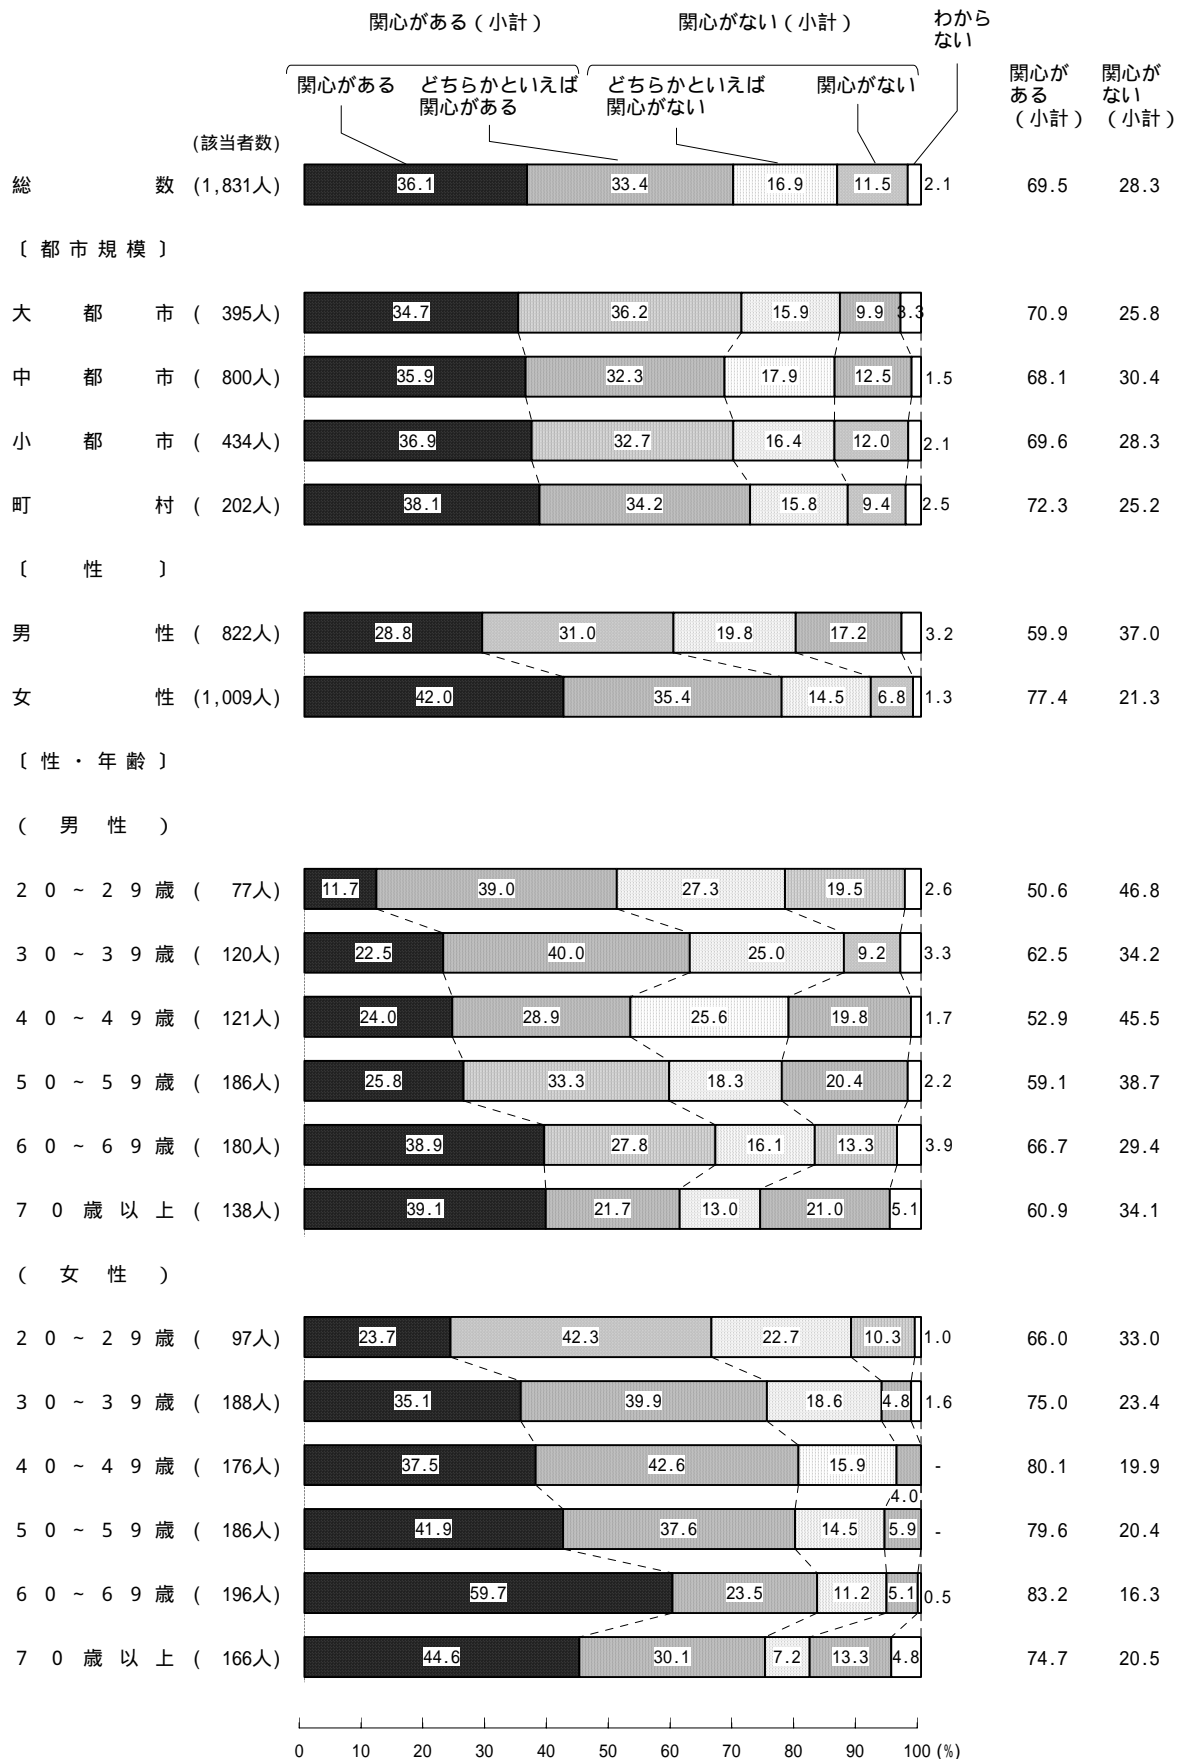 関心がある(小計) 関心がない(小計) わから
ない
関心がある どちらかといえば
関心がある どちらかといえば
関心がない 関心がない 関心が
ある
(小計) 関心が
ない
(小計)
(該当者数)
総数 (1,831人) 36.1 33.4 16.9 11.5 2.1 69.5 28.3
〔都市規模〕
大都市 ( 395人) 34.7 36.2 15.9 9.9 3.3 70.9 25.8
中都市 ( 800人) 35.9 32.3 17.9 12.5 1.5 68.1 30.4
小都市 ( 434人) 36.9 32.7 16.4 12.0 2.1 69.6 28.3
町村 ( 202人) 38.1 34.2 15.8 9.4 2.5 72.3 25.2
〔性〕
男性 ( 822人) 28.8 31.0 19.8 17.2 3.2 59.9 37.0
女性 (1,009人) 42.0 35.4 14.5 6.8 1.3 77.4 21.3
〔性・年齢〕
(男性)
20~29歳 ( 77人) 11.7 39.0 27.3 19.5 2.6 50.6 46.8
30~39歳 ( 120人) 22.5 40.0 25.0 9.2 3.3 62.5 34.2
40~49歳 ( 121人) 24.0 28.9 25.6 19.8 1.7 52.9 45.5
50~59歳 ( 186人) 25.8 33.3 18.3 20.4 2.2 59.1 38.7
60~69歳 ( 180人) 38.9 27.8 16.1 13.3 3.9 66.7 29.4
70歳以上 ( 138人) 39.1 21.7 13.0 21.0 5.1 60.9 34.1
(女性)
20~29歳 ( 97人) 23.7 42.3 22.7 10.3 1.0 66.0 33.0
30~39歳 ( 188人) 35.1 39.9 18.6 4.8 1.6 75.0 23.4
40~49歳 ( 176人) 37.5 42.6 15.9 4.0 - 80.1 19.9
50~59歳 ( 186人) 41.9 37.6 14.5 5.9 - 79.6 20.4
60~69歳 ( 196人) 59.7 23.5 11.2 5.1 0.5 83.2 16.3
70歳以上 ( 166人) 44.6 30.1 7.2 13.3 4.8 74.7 20.5
0 10 20 30 40 50 60 70 80 90 100 (%)